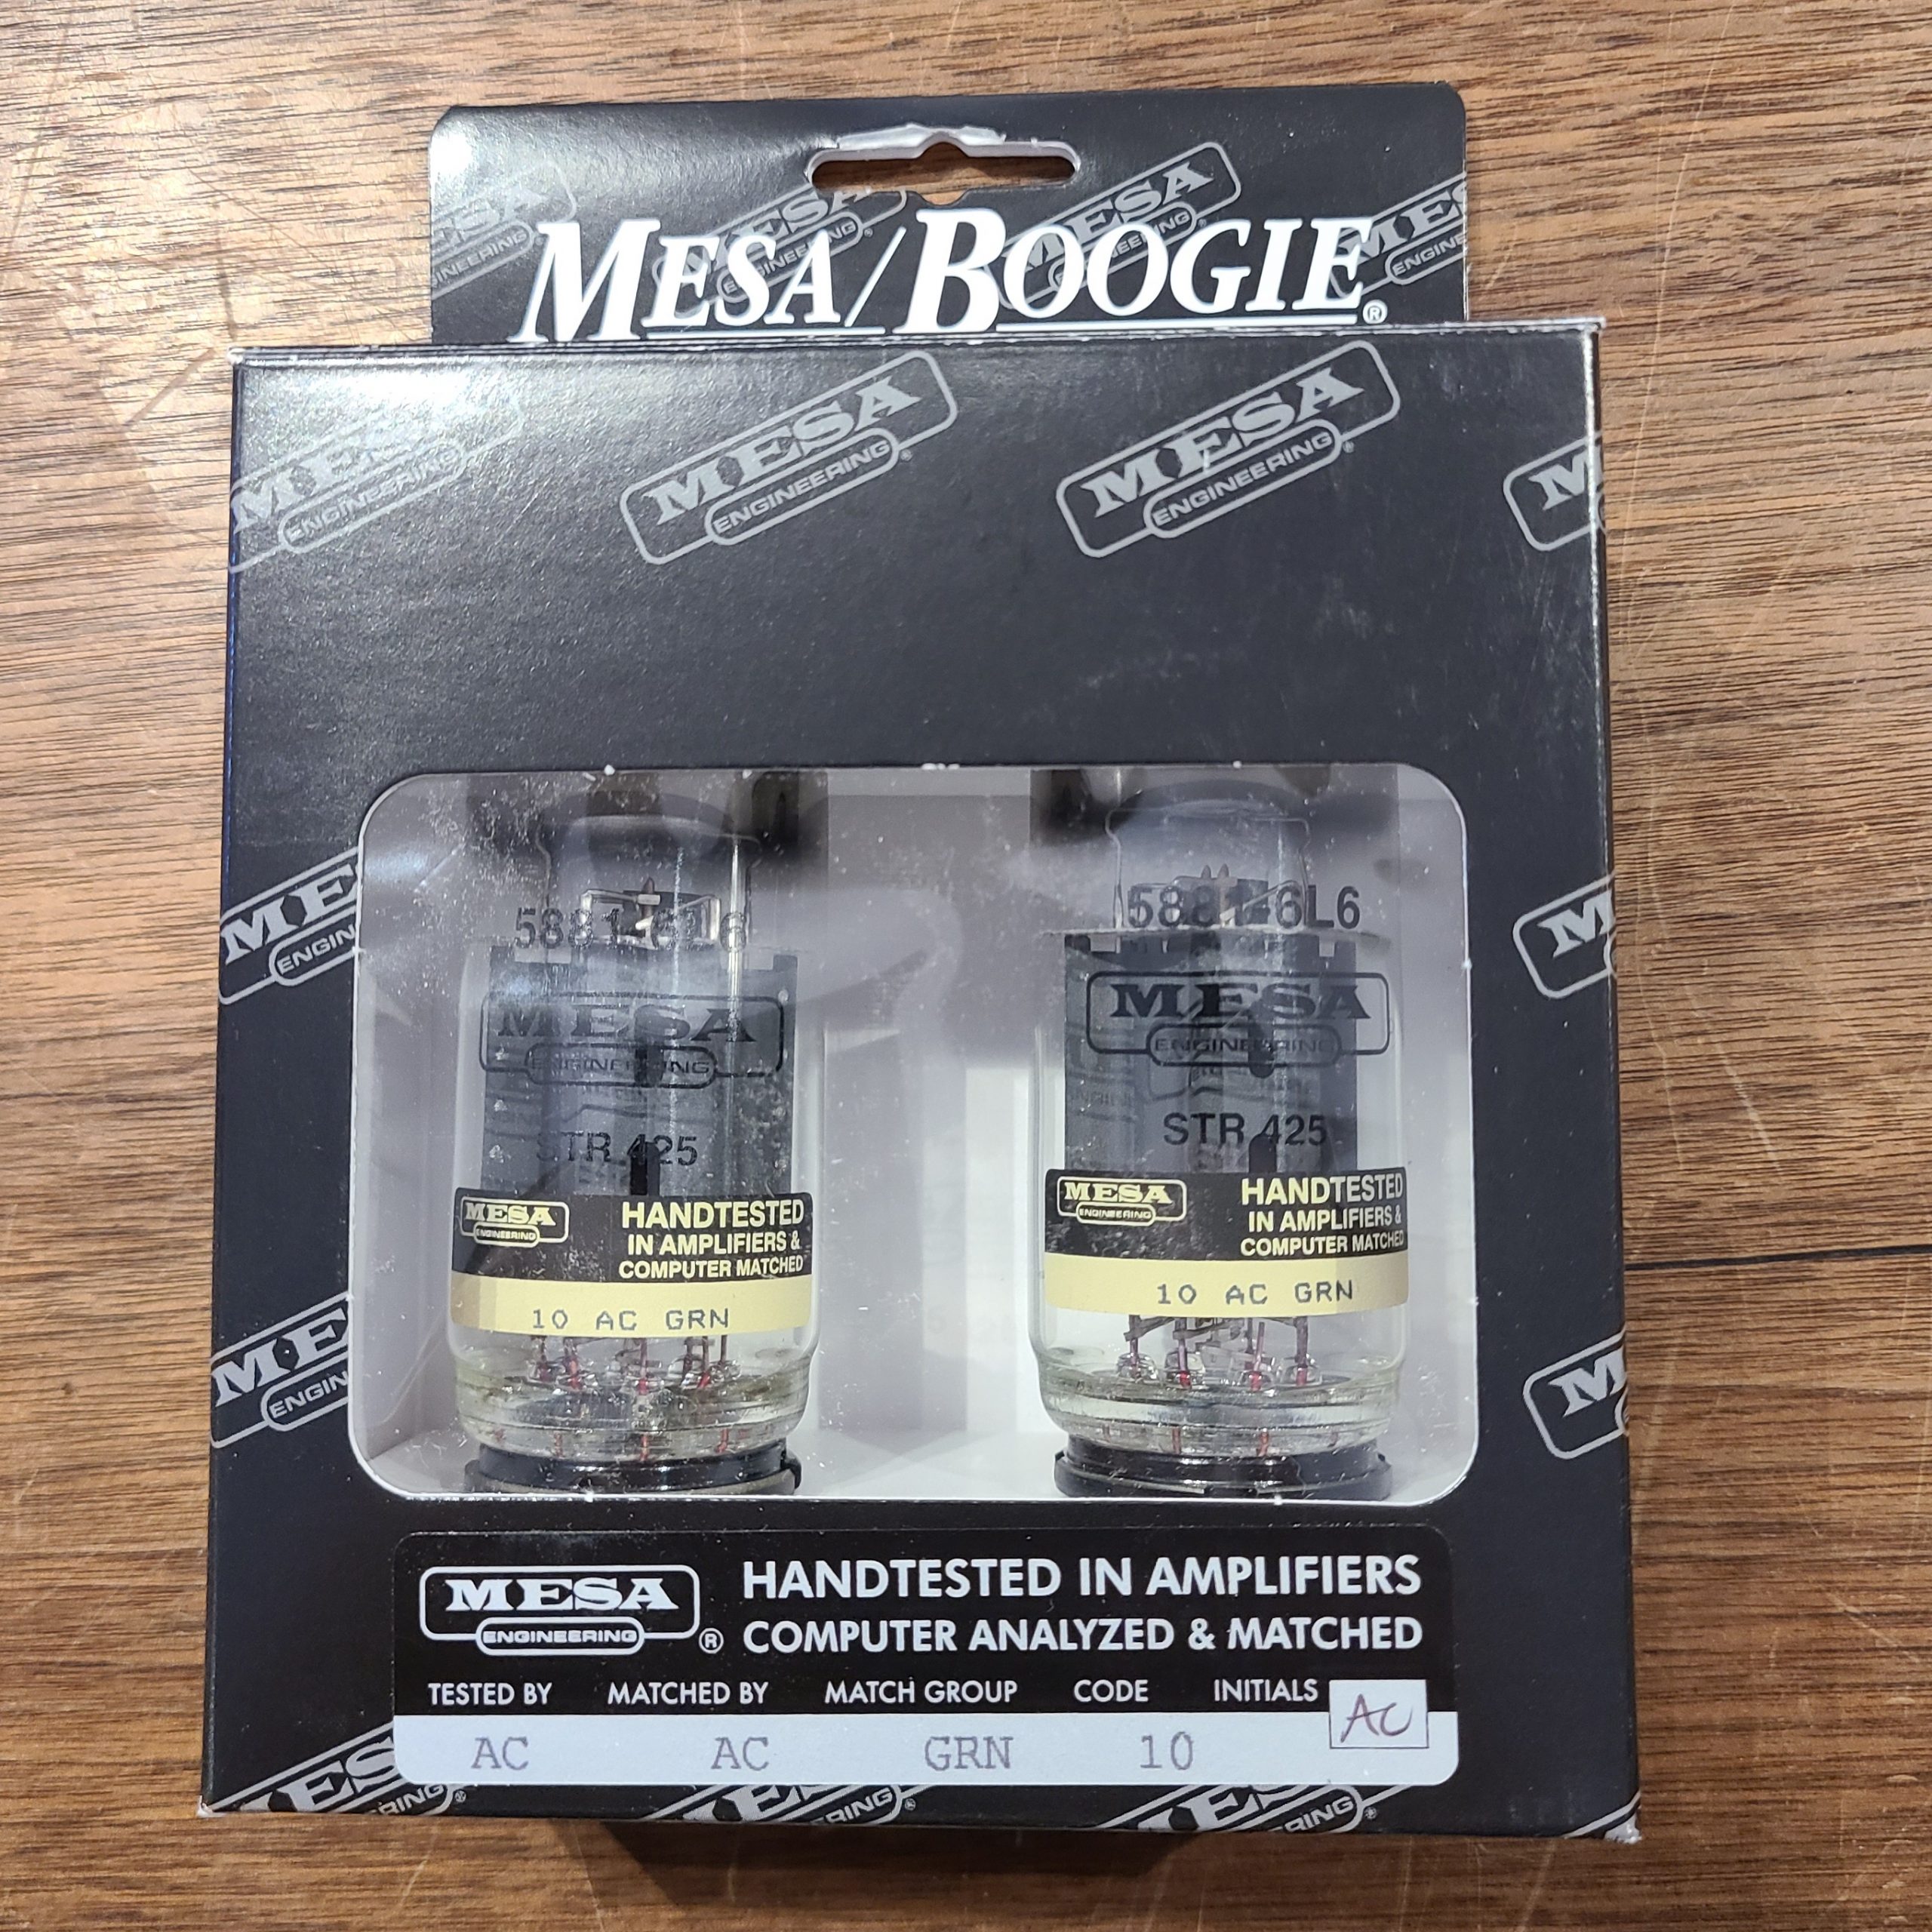 MESA/BOOGIE®
MESA ENGINEERING®
MESA ENGINEERING®
5881-6L6
MESA
ENGINEERING
STR 425
MESA
ENGINEERING
HANDTESTED
IN AMPLIFIERS &
COMPUTER MATCHED
10 AC GRN
5881-6L6
MESA
ENGINEERING
STR 425
MESA
ENGINEERING
HANDTESTED
IN AMPLIFIERS &
COMPUTER MATCHED
10 AC GRN
MESA
ENGINEERING®
HANDTESTED IN AMPLIFIERS
COMPUTER ANALYZED & MATCHED
TESTED BY MATCHED BY MATCH GROUP CODE INITIALS
AC AC GRN 10 AC